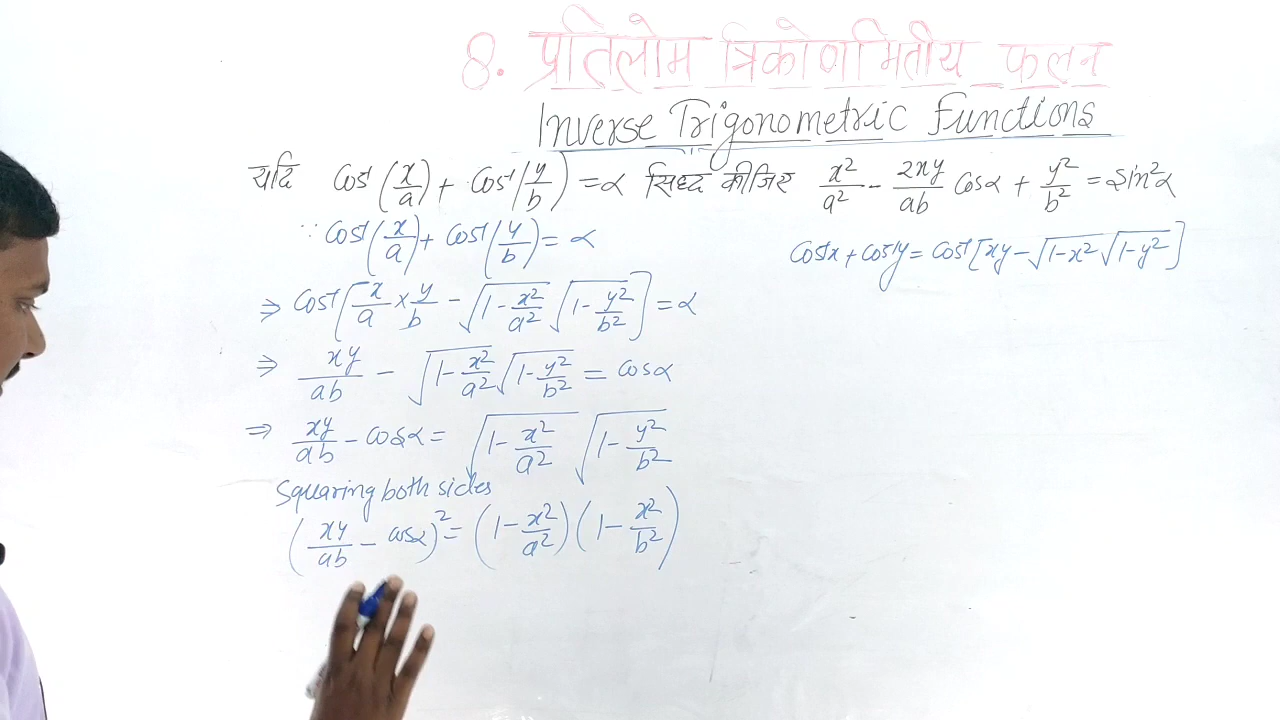 8. प्रतिलोम त्रिकोणमितीय फलन
Inverse Trigonometric Functions
यदि cos⁻¹(x/a) + cos⁻¹(y/b) = α सिध्द कीजिए x²/a² - 2xy/ab cosα + y²/b² = sin²α
∵ cos⁻¹(x/a) + cos⁻¹(y/b) = α
cos⁻¹x + cos⁻¹y = cos⁻¹[xy - √1-x² √1-y²]
⇒ cos⁻¹[x/a × y/b - √1-x²/a² √1-y²/b²] = α
⇒ xy/ab - √1-x²/a² √1-y²/b² = cosα
⇒ xy/ab - cosα = √1-x²/a² √1-y²/b²
Squaring both sides
(xy/ab - cosα)² = (1-x²/a²)(1-x²/b²)